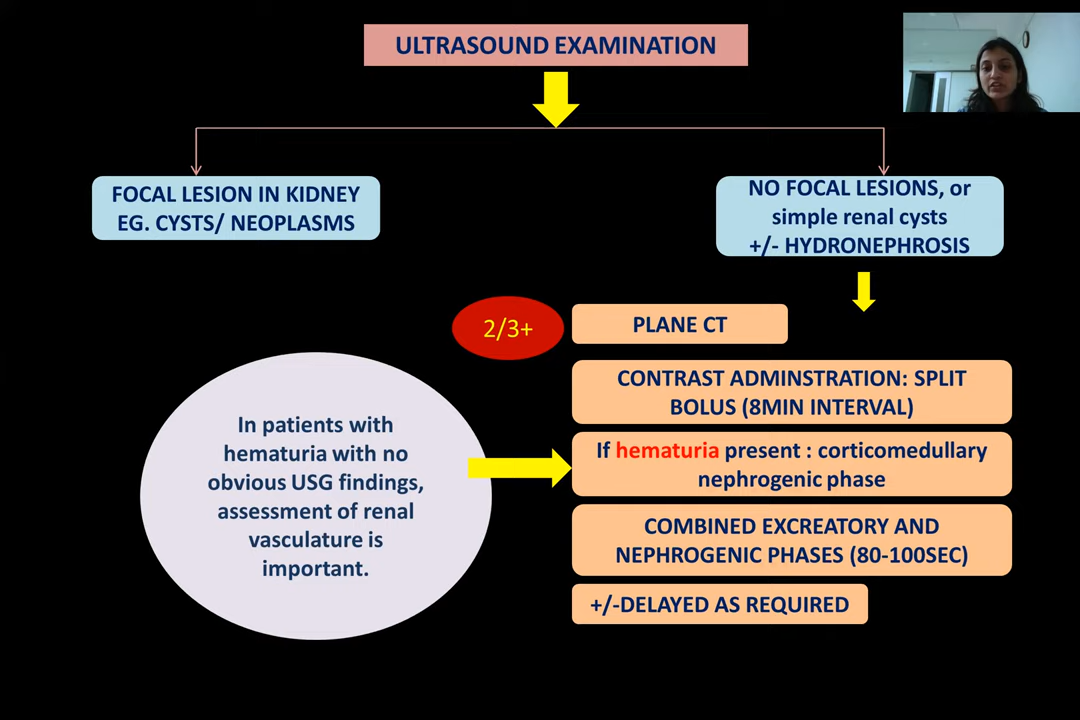 ULTRASOUND EXAMINATION
FOCAL LESION IN KIDNEY
EG. CYSTS/ NEOPLASMS
NO FOCAL LESIONS, or
simple renal cysts
+/- HYDRONEPHROSIS
2/3+
PLANE CT
CONTRAST ADMINSTRATION: SPLIT
BOLUS (8MIN INTERVAL)
In patients with
hematuria with no
obvious USG findings,
assessment of renal
vasculature is
important.
If hematuria present : corticomedullary
nephrogenic phase
COMBINED EXCREATORY AND
NEPHROGENIC PHASES (80-100SEC)
+/-DELAYED AS REQUIRED